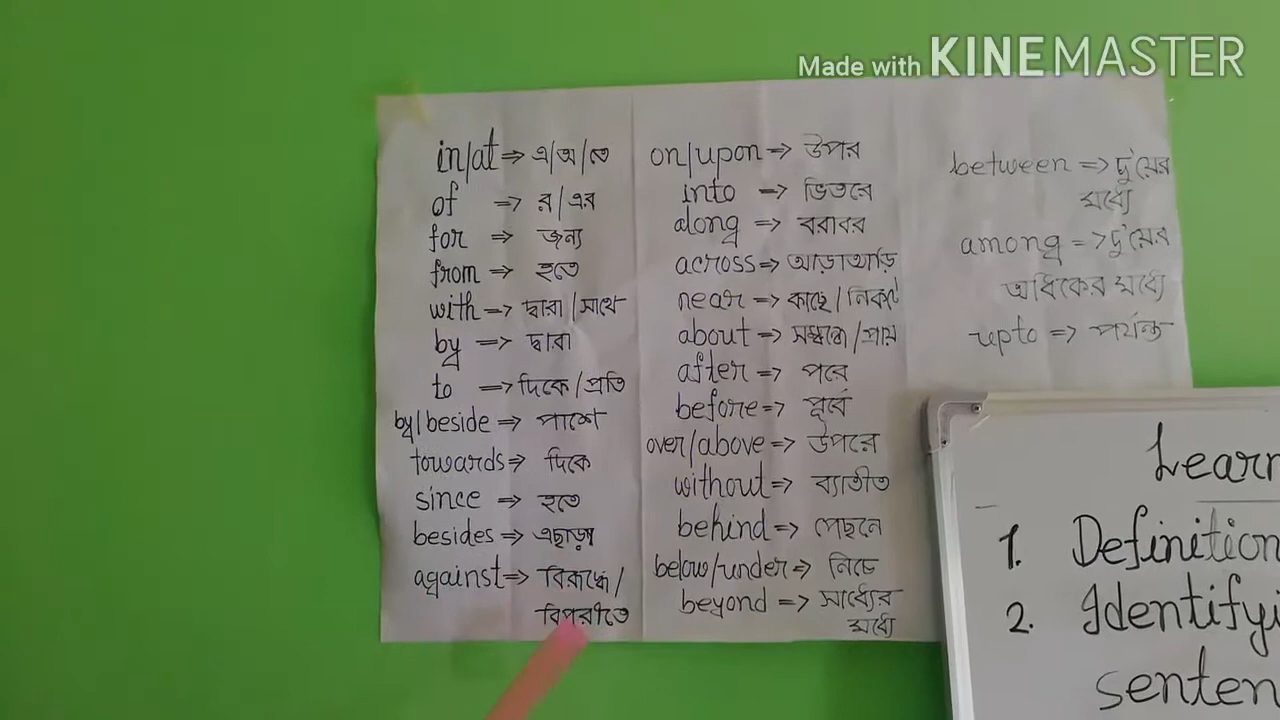 Made with KINEMASTER
in/at => এ/অ/তে
of => র/এর
for => জন্য
from => হতে
with => দ্বারা/সাথে
by => দ্বারা
to => দিকে/প্রতি
by/beside => পাশে
towards => দিকে
since => হতে
besides => এছাড়া
against => বিরুদ্ধে/
বিপরীতে
on/upon => উপর
into => ভিতরে
along => বরাবর
across => আড়াআড়ি
near => কাছে/নিকটে
about => সম্বন্ধে/প্রায়
after => পরে
before => পূর্বে
over/above => উপরে
without => ব্যাতীত
behind => পেছনে
below/under => নিচে
beyond => সাধ্যের
মধ্যে
between => দু'য়ের
মধ্যে
among => দু'য়ের
অধিকের মধ্যে
upto => পর্যন্ত
Learn
1. Definition
2. Identifyi
senten